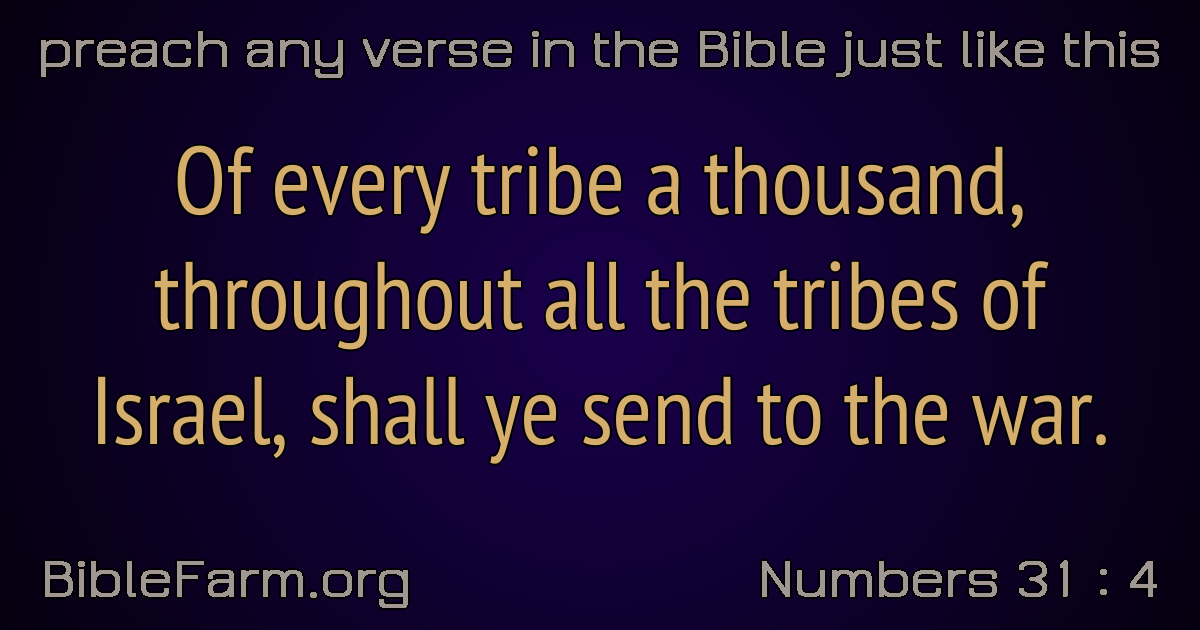 preach any verse in the Bible just like this
Of every tribe a thousand,
throughout all the tribes of
Israel, shall ye send to the war.
BibleFarm.org
Numbers 31 : 4